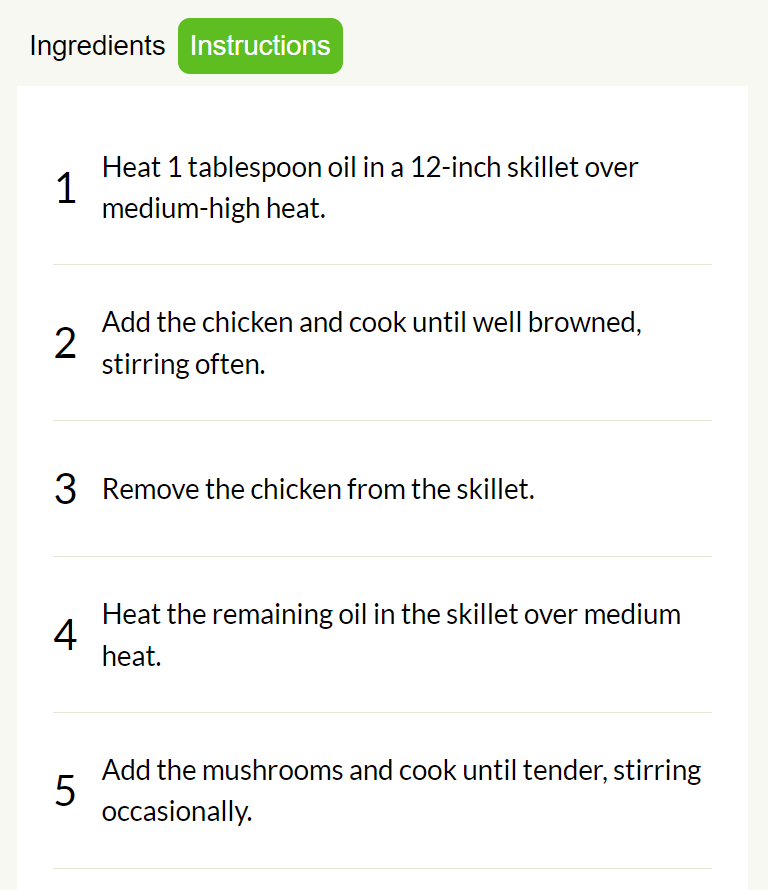 Ingredients Instructions
1 Heat 1 tablespoon oil in a 12-inch skillet over
medium-high heat.
2 Add the chicken and cook until well browned,
stirring often.
3 Remove the chicken from the skillet.
4 Heat the remaining oil in the skillet over medium
heat.
5 Add the mushrooms and cook until tender, stirring
occasionally.